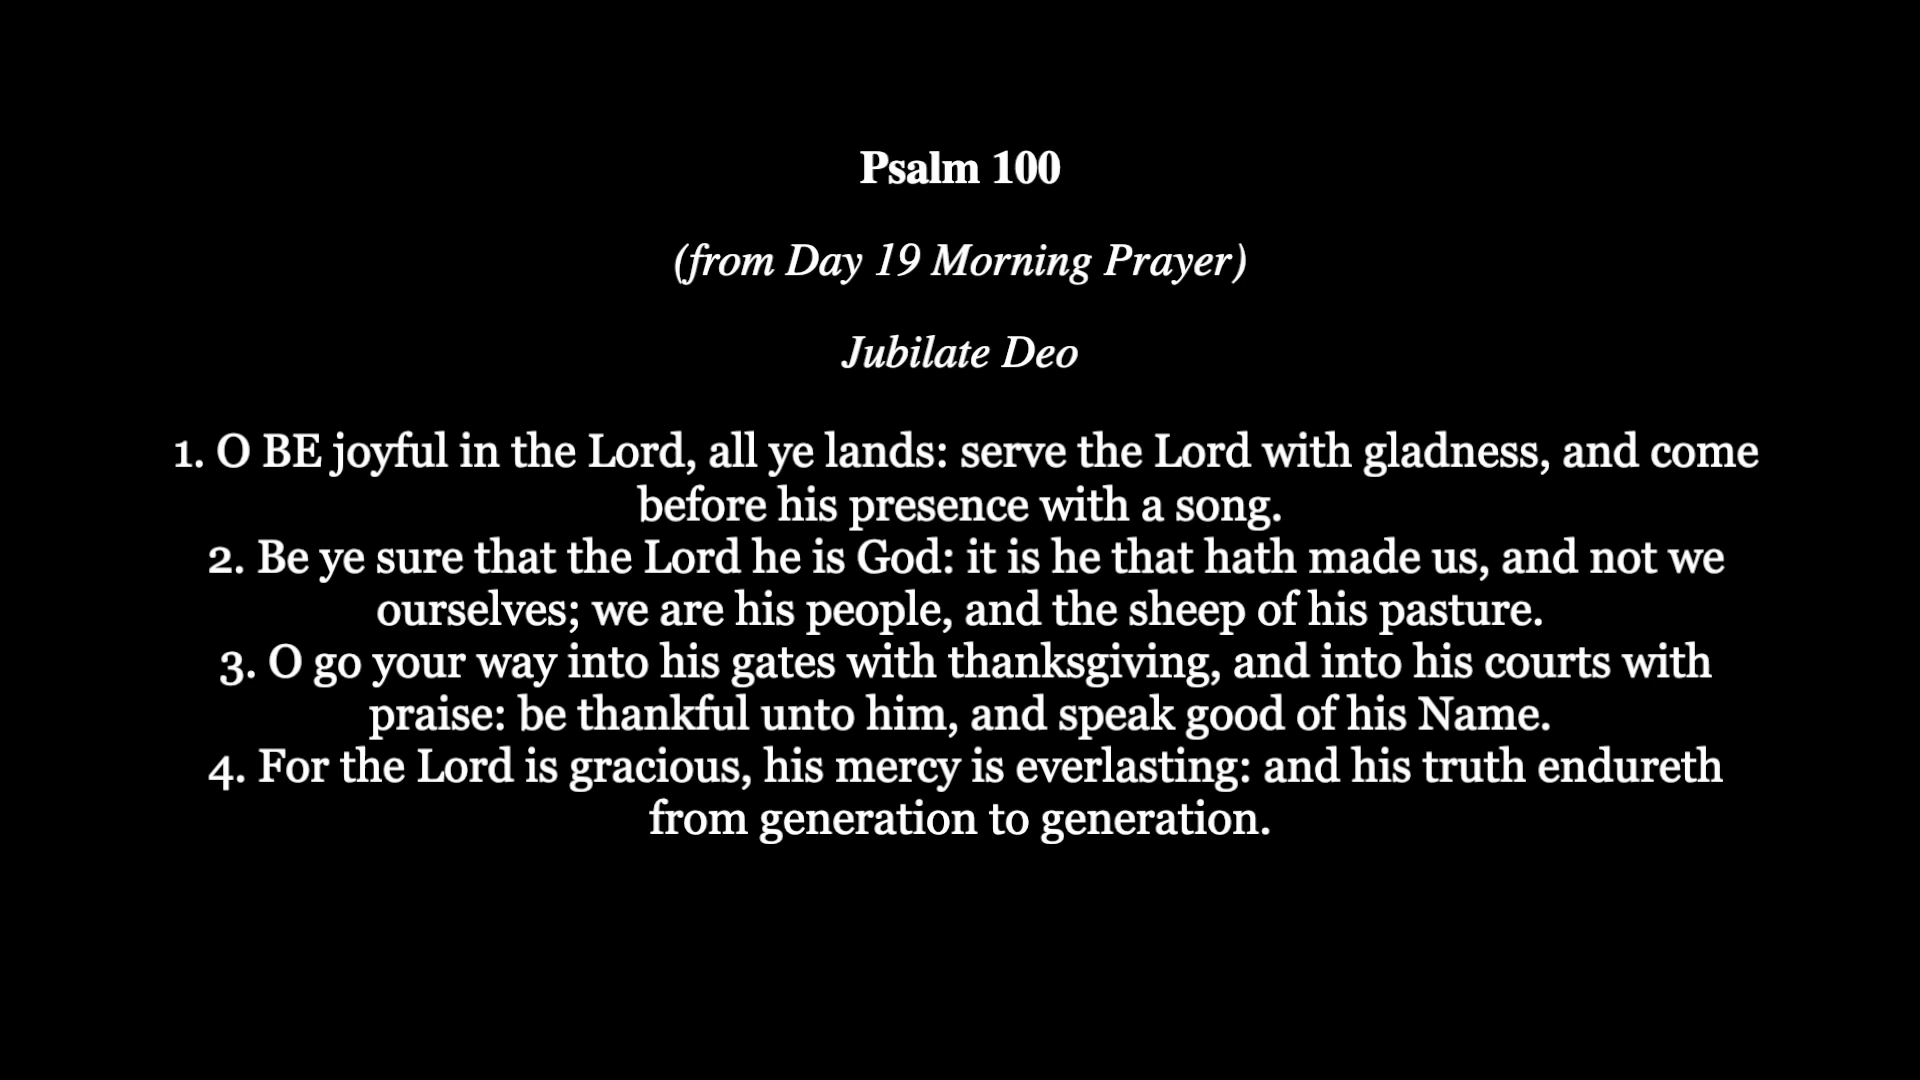 Psalm 100
(from Day 19 Morning Prayer)
Jubilate Deo
1. O BE joyful in the Lord, all ye lands: serve the Lord with gladness, and come
before his presence with a song.
2. Be ye sure that the Lord he is God: it is he that hath made us, and not we
ourselves; we are his people, and the sheep of his pasture.
3. O go your way into his gates with thanksgiving, and into his courts with
praise: be thankful unto him, and speak good of his Name.
4. For the Lord is gracious, his mercy is everlasting: and his truth endureth
from generation to generation.